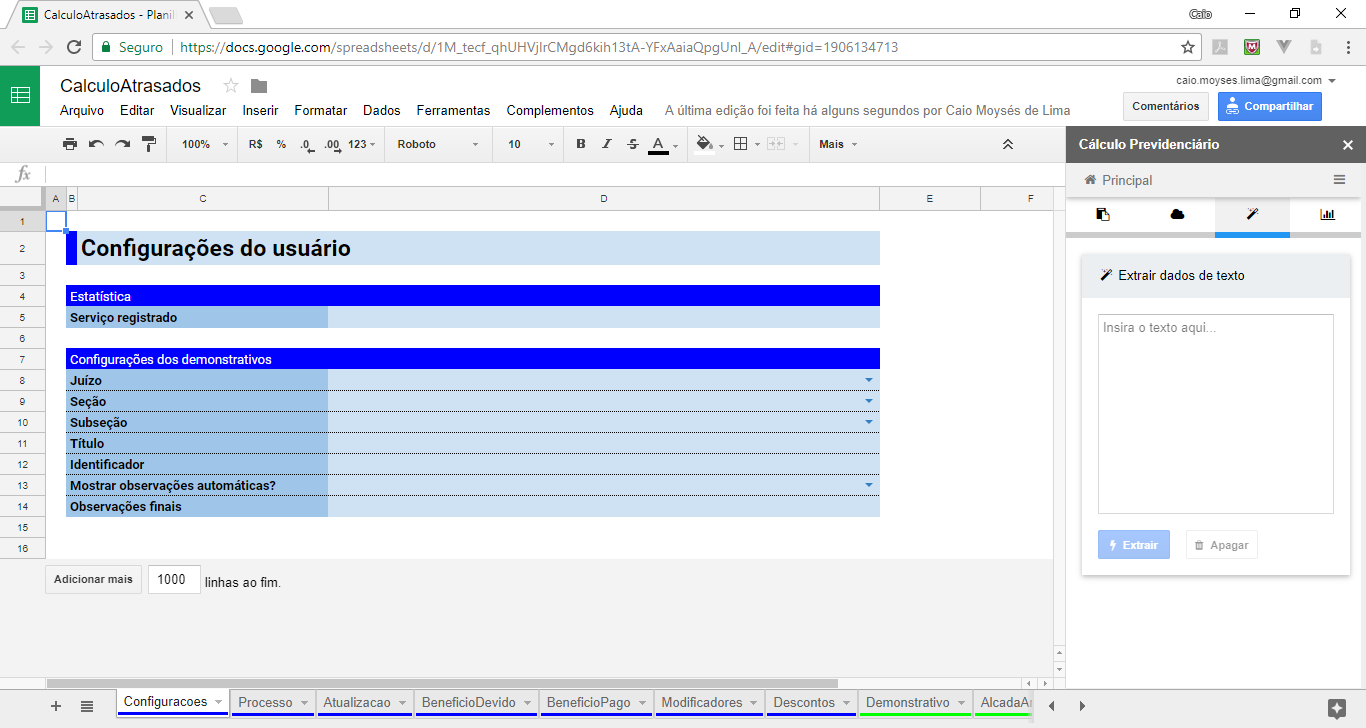 CalculoAtrasados - Planil
Caio
Seguro https://docs.google.com/spreadsheets/d/1M_tecf_qhUHVjIrCMgd6kih13tA-YFxAaiaQpgUnI_A/edit#gid=1906134713
CalculoAtrasados
caio.moyses.lima@gmail.com
Arquivo Editar Visualizar Inserir Formatar Dados Ferramentas Complementos Ajuda A última edição foi feita há alguns segundos por Caio Moysés de Lima
Comentários Compartilhar
100% R$ % .0 .00 123 Roboto 10 B I S A Mais
Cálculo Previdenciário
fx
Principal
A B C D E F
1
2 Configurações do usuário
3
Extrair dados de texto
4 Estatística
5 Serviço registrado
Insira o texto aqui...
6
7 Configurações dos demonstrativos
8 Juízo
9 Seção
10 Subseção
11 Título
12 Identificador
13 Mostrar observações automáticas?
14 Observações finais
15
16
Extrair Apagar
Adicionar mais 1000 linhas ao fim.
Configuracoes Processo Atualizacao BeneficioDevido BeneficioPago Modificadores Descontos Demonstrativo AlcadaA